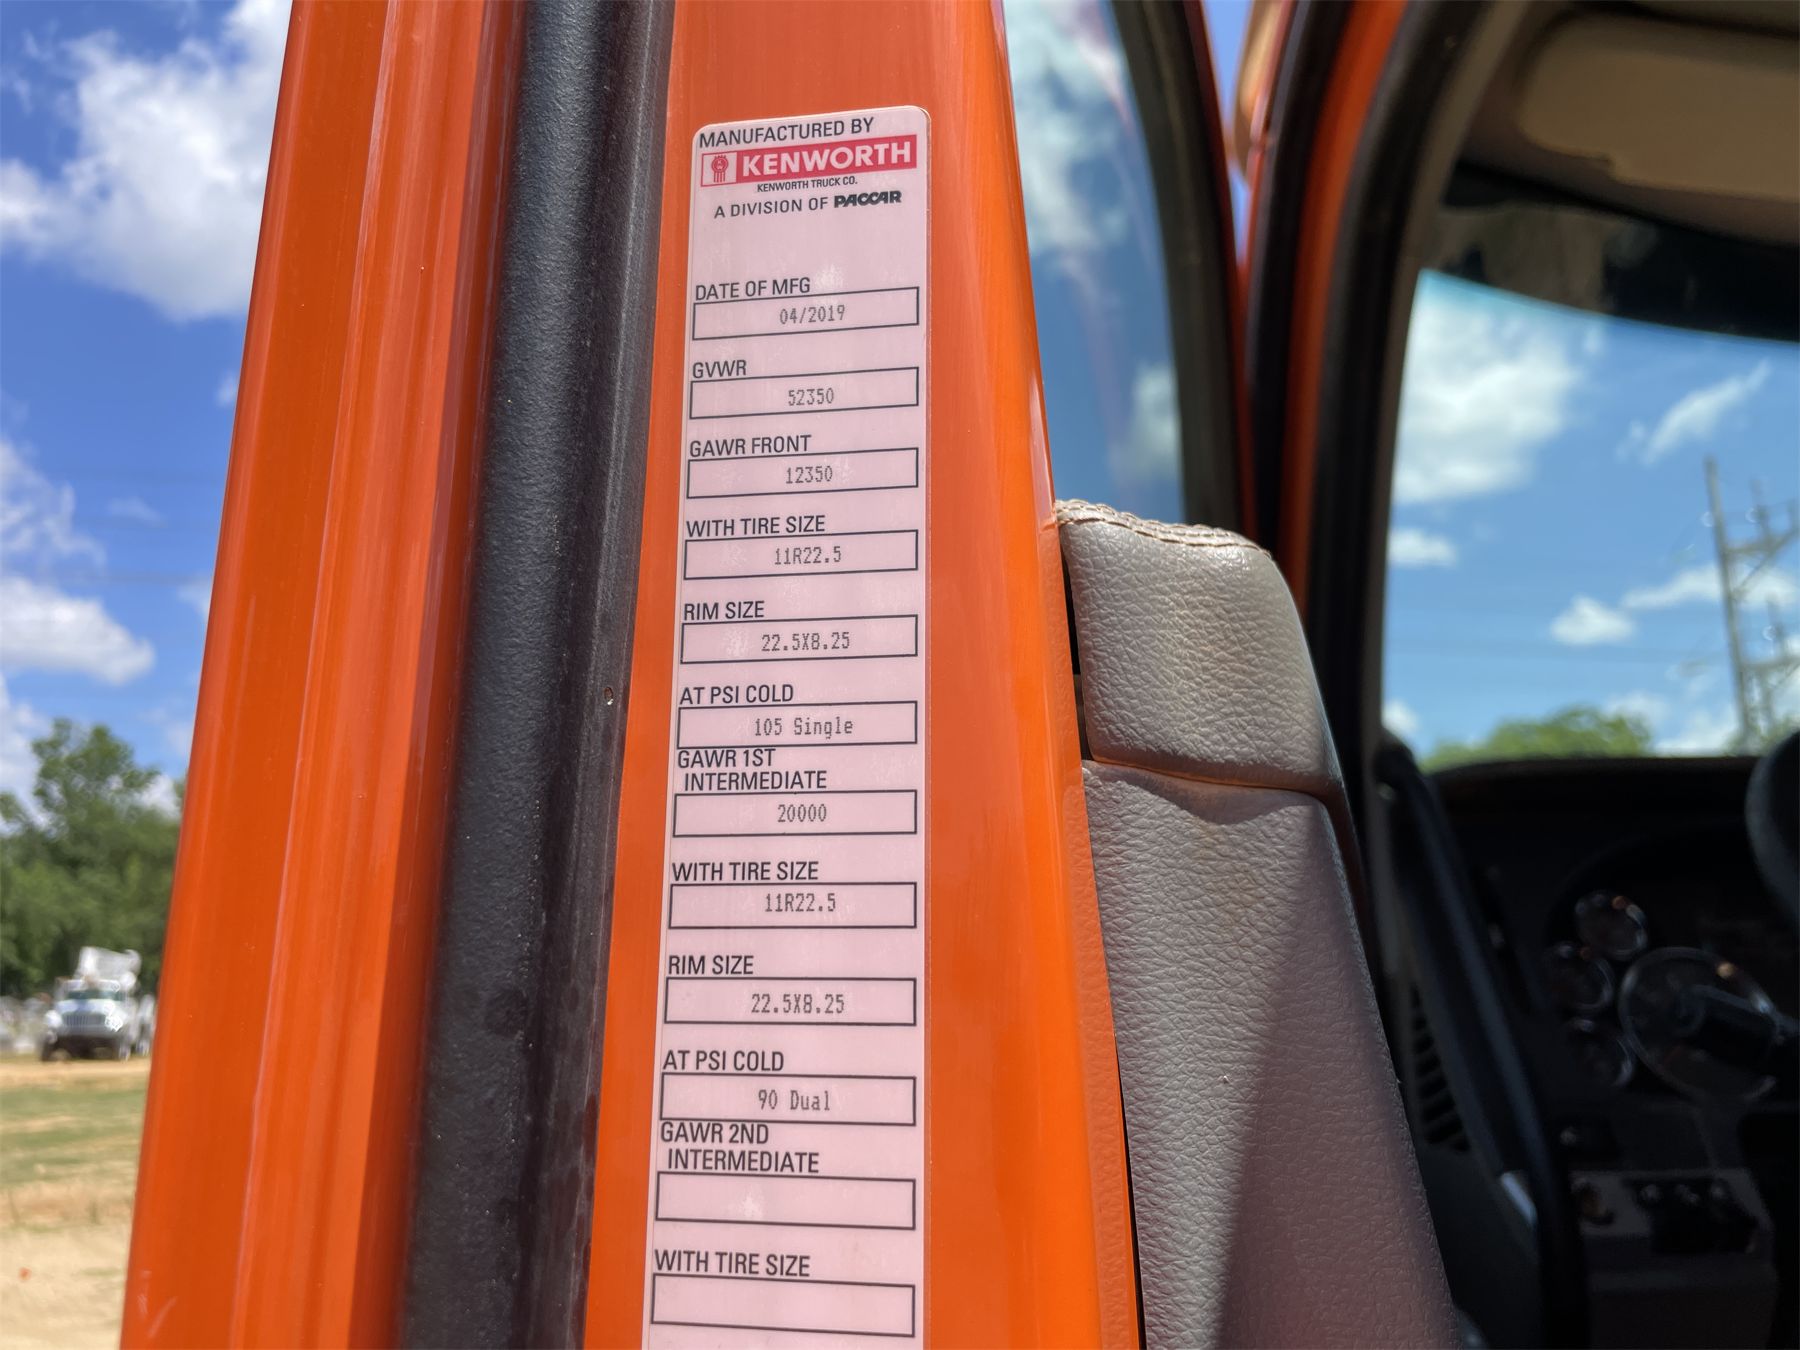 MANUFACTURED BY
KENWORTH
KENWORTH TRUCK CO.
A DIVISION OF PACCAR
DATE OF MFG
04/2019
GVWR
52350
GAWR FRONT
12350
WITH TIRE SIZE
11R22.5
RIM SIZE
22.5X8.25
AT PSI COLD
105 Single
GAWR 1ST
INTERMEDIATE
20000
WITH TIRE SIZE
11R22.5
RIM SIZE
22.5X8.25
AT PSI COLD
90 Dual
GAWR 2ND
INTERMEDIATE
WITH TIRE SIZE